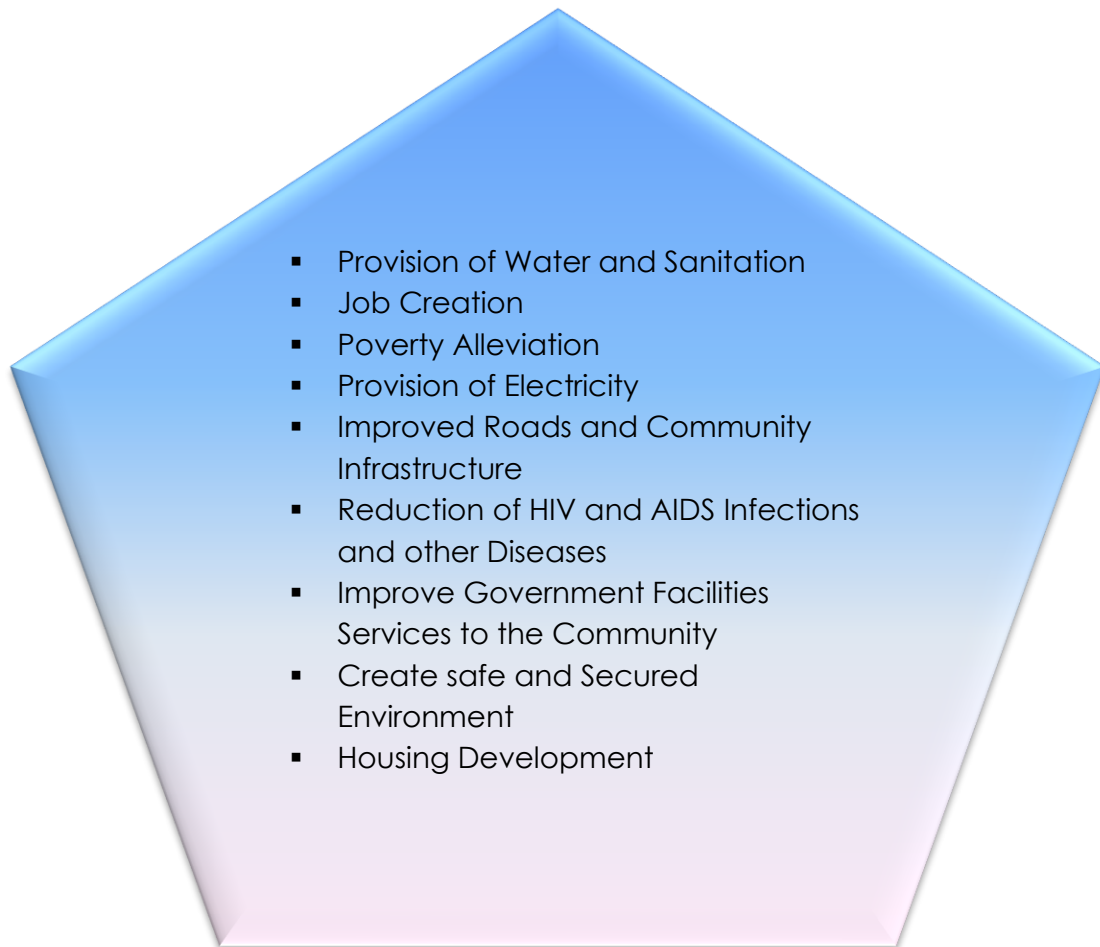 ▪ Provision of Water and Sanitation
▪ Job Creation
▪ Poverty Alleviation
▪ Provision of Electricity
▪ Improved Roads and Community
Infrastructure
▪ Reduction of HIV and AIDS Infections
and other Diseases
▪ Improve Government Facilities
Services to the Community
▪ Create safe and Secured
Environment
▪ Housing Development